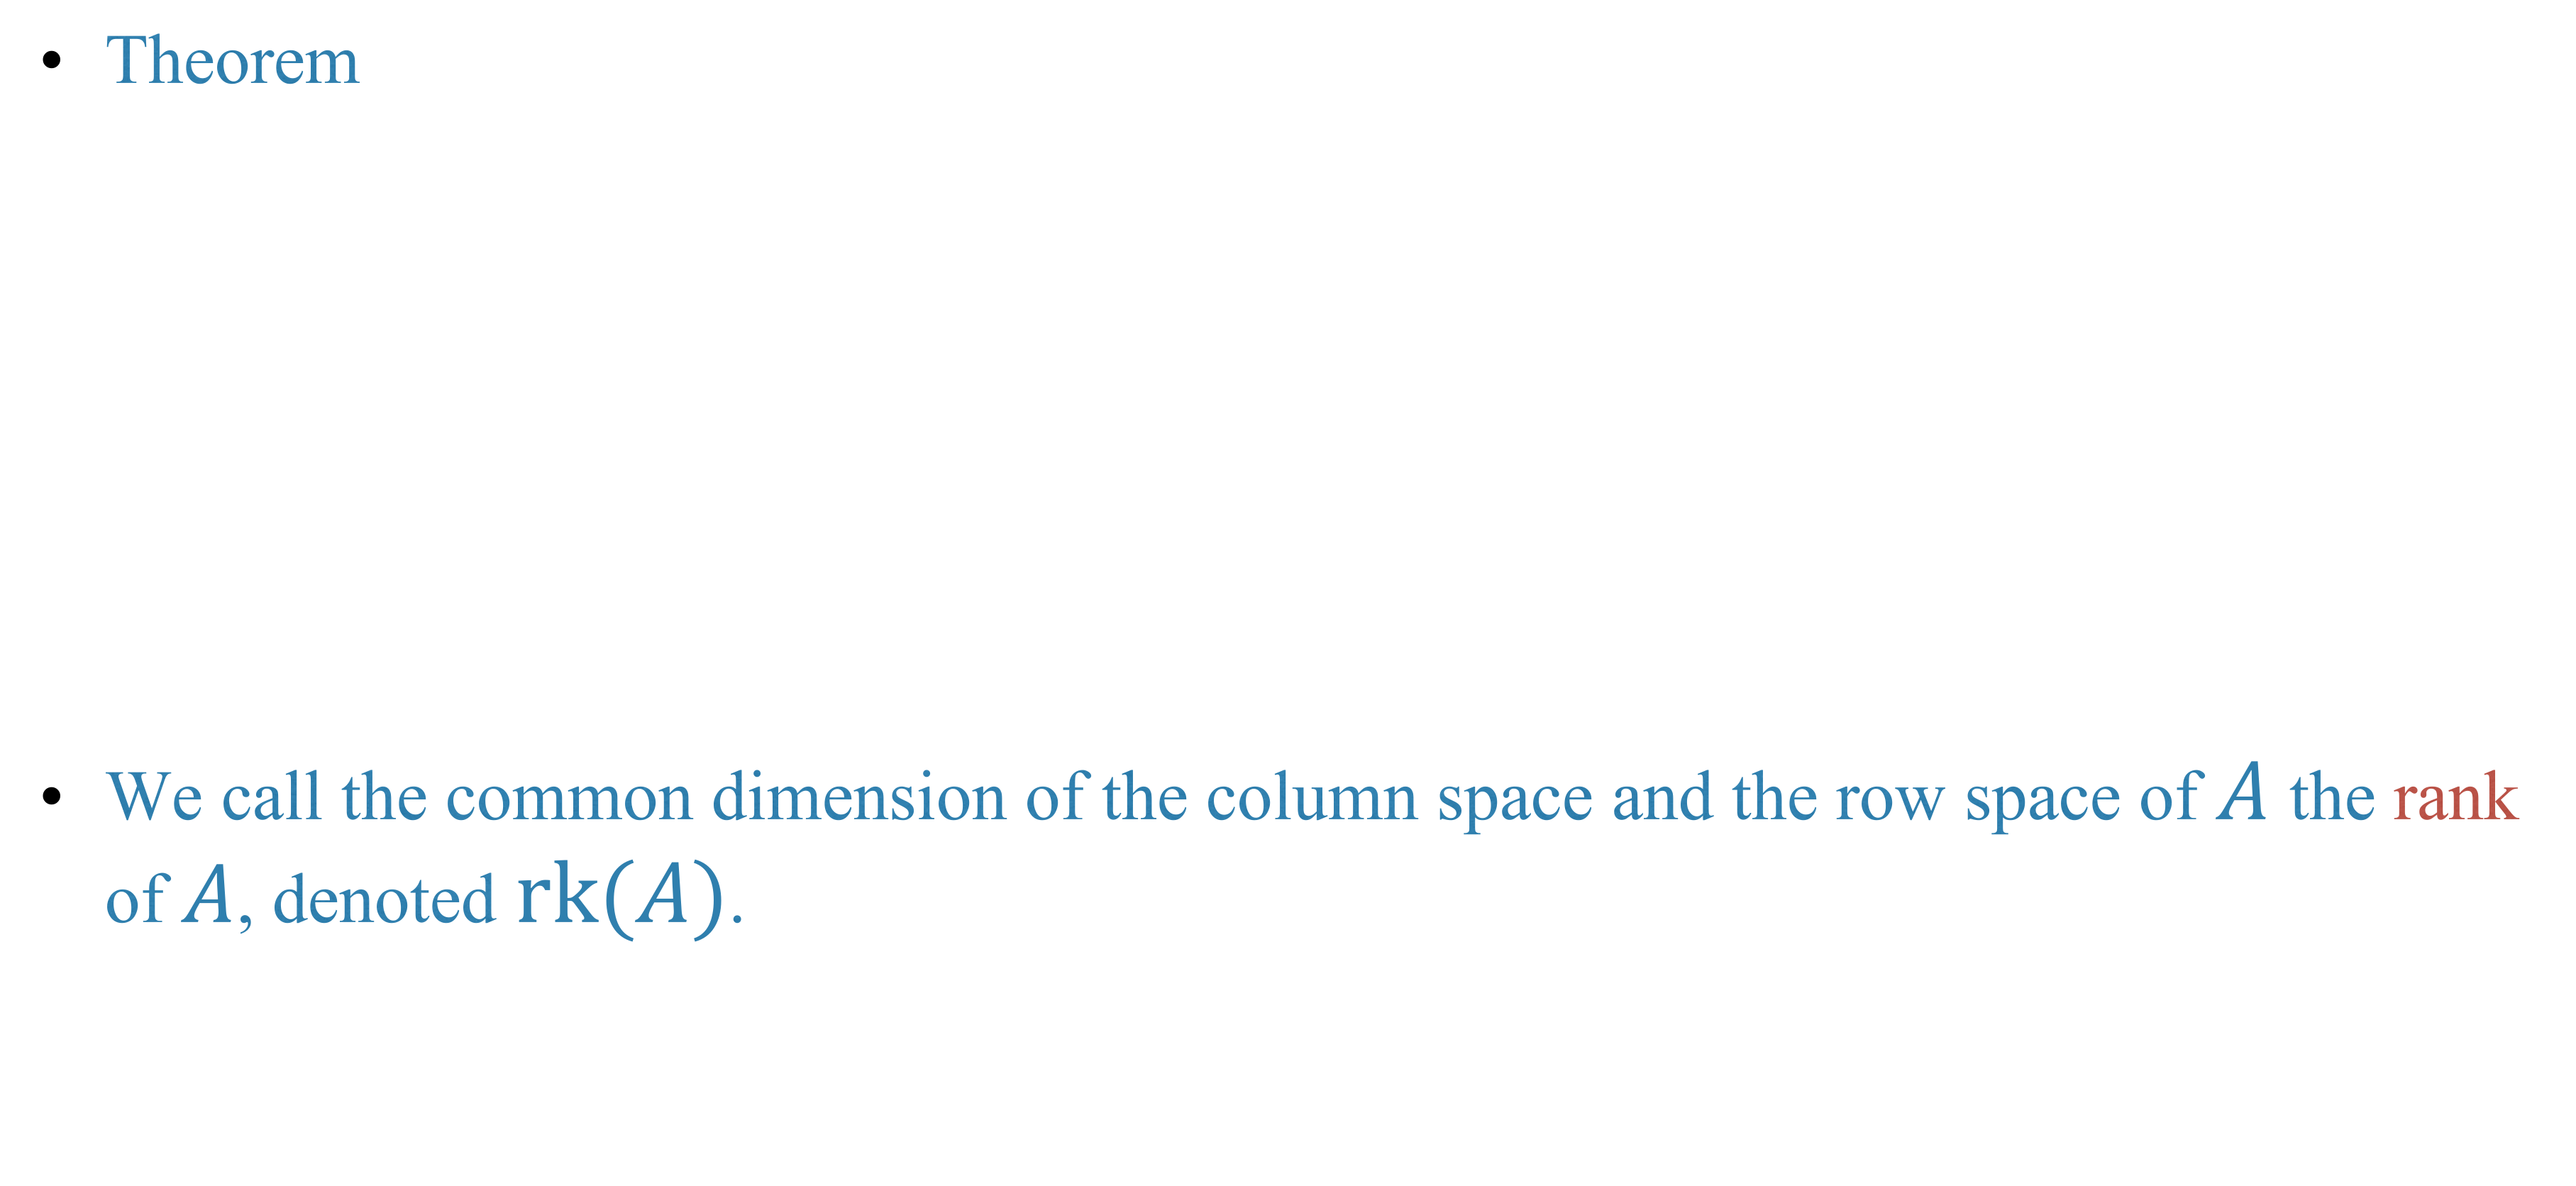 • Theorem
• We call the common dimension of the column space and the row space of A the rank
of A, denoted rk(A).